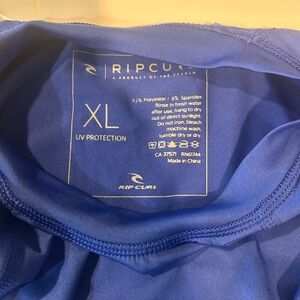 RIPCURL
A PRODUCT OF THE SEARCH
XL
UV PROTECTION
92% Polyester / 8% Spandex
Rinse in fresh water
after use, hang to dry
out of direct sunlight.
Do not iron, bleach
machine wash,
tumble dry or dry
CA 37571 RN61744
Made in China
RIP CURL